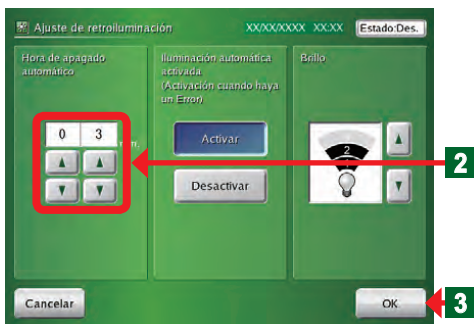 Ajuste de retroiluminación
XX/XX/XXXX XX:XX
Estado:Des.
Hora de apagado
automático
0 3
min.
Iluminación automática
activada
(Activación cuando haya
un Error)
Activar
Desactivar
Brillo
2
2
Cancelar
OK
3